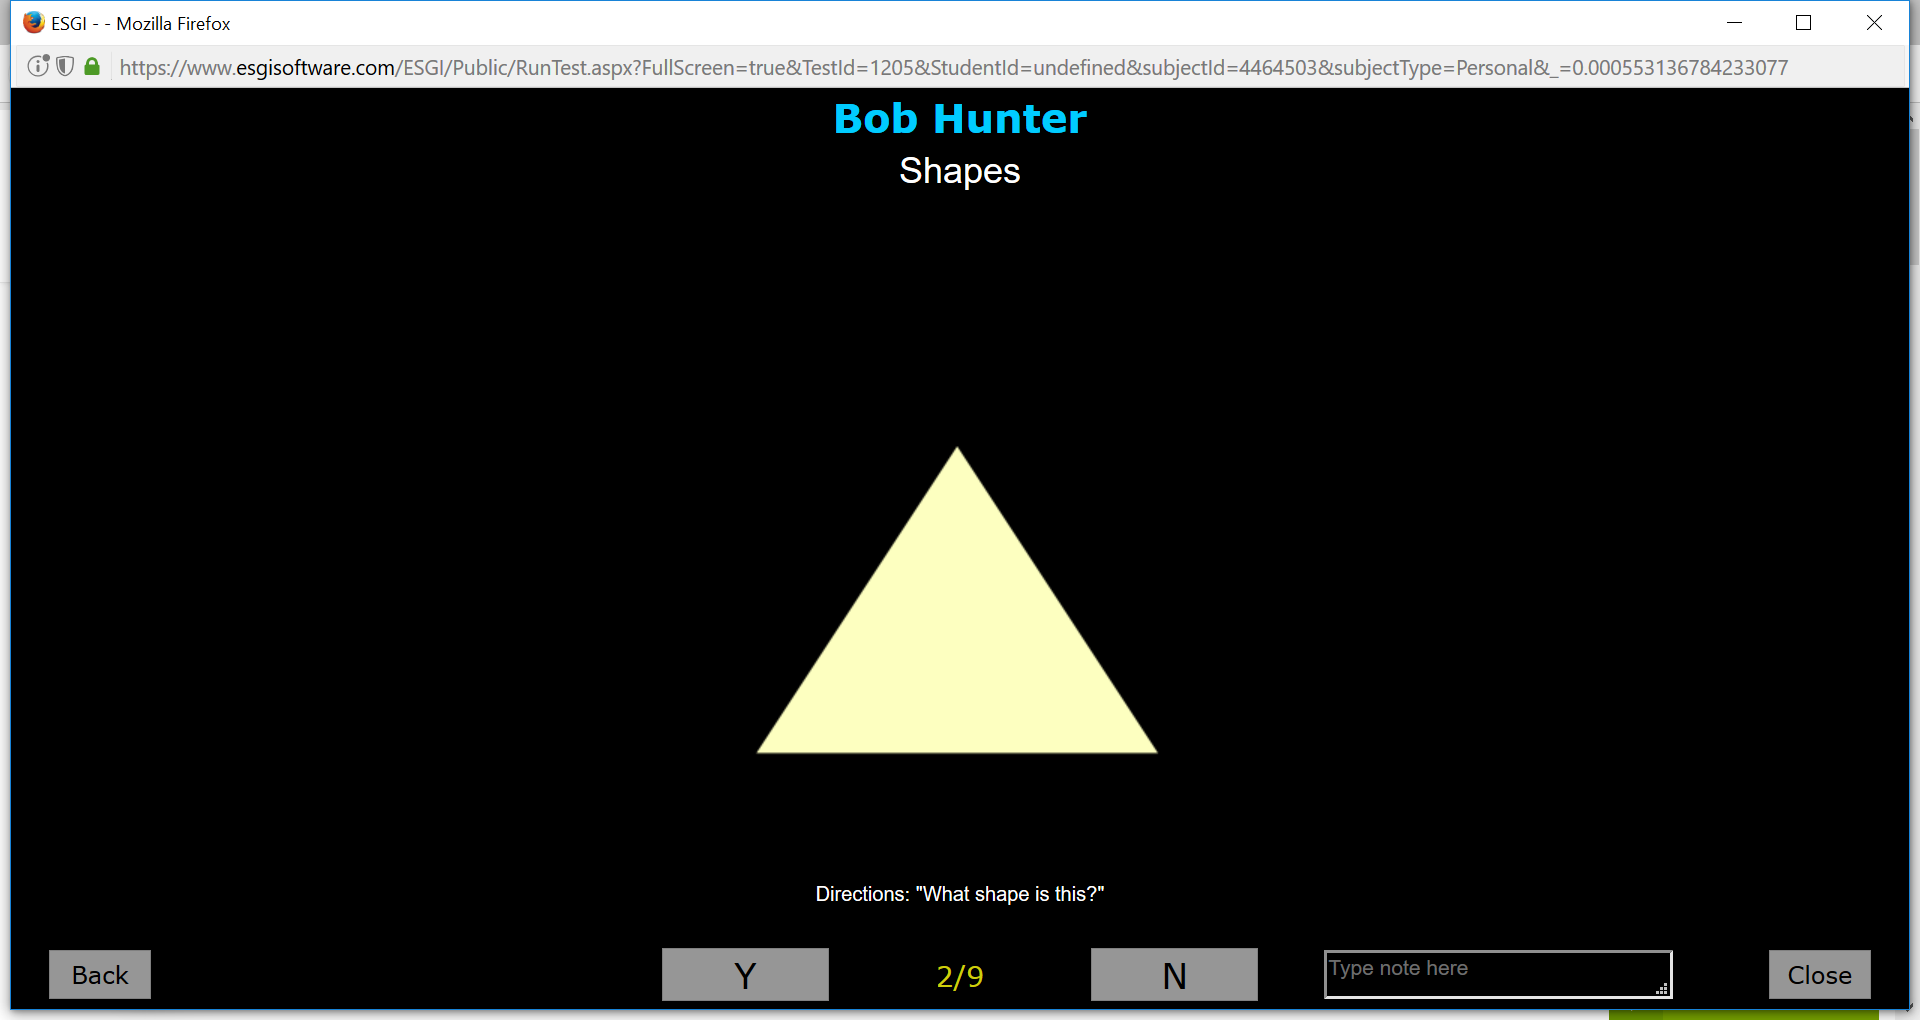 ESGI - - Mozilla Firefox
https://www.esgisoftware.com/ESGI/Public/RunTest.aspx?FullScreen=true&TestId=1205&StudentId=undefined&subjectId=4464503&subjectType=Personal&_=0.000553136784233077
Bob Hunter
Shapes
Directions: "What shape is this?"
Back
Y
2/9
N
Type note here
Close